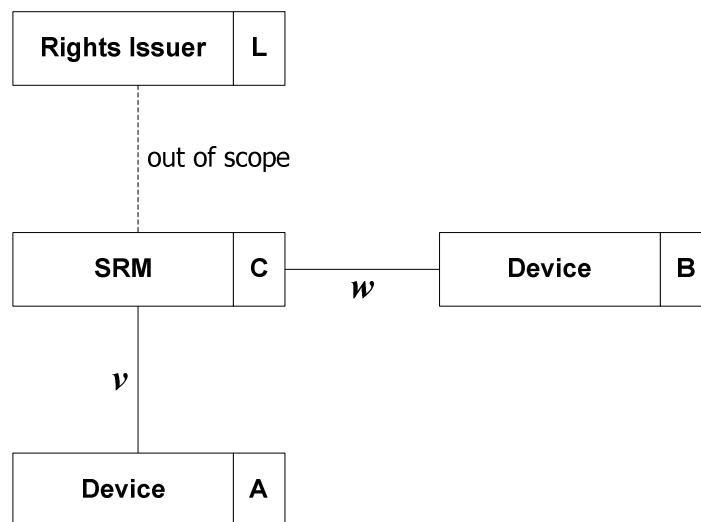 Rights Issuer L
out of scope
SRM C
Device B
w
v
Device A